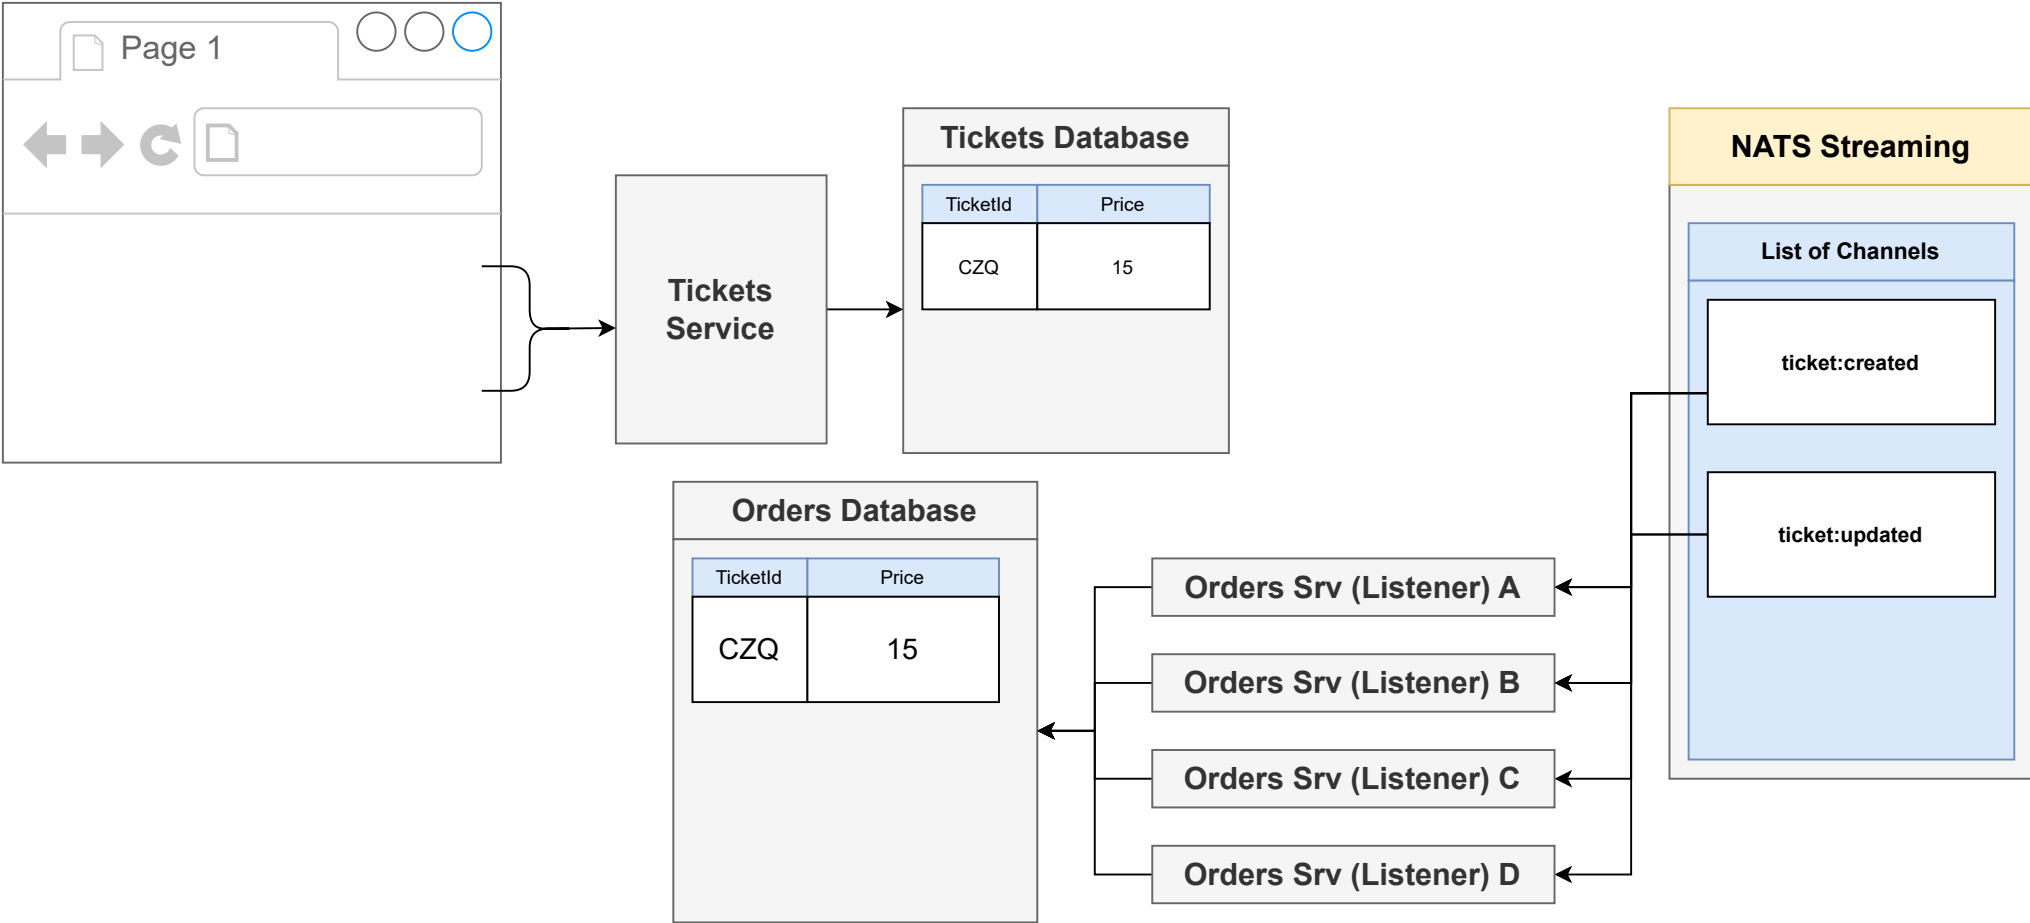 Page 1
Tickets
Service
Tickets Database
TicketId Price
CZQ 15
NATS Streaming
List of Channels
ticket:created
ticket:updated
Orders Database
TicketId Price
CZQ 15
Orders Srv (Listener) A
Orders Srv (Listener) B
Orders Srv (Listener) C
Orders Srv (Listener) D